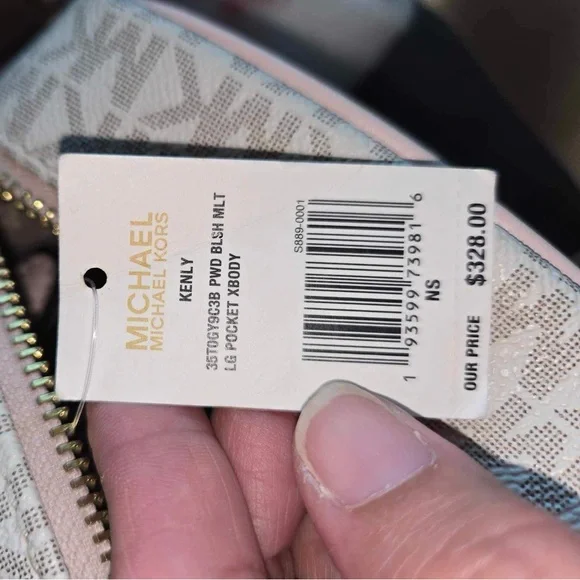 MICHAEL
MICHAEL KORS
KENLY
35T0GY9C3B PWD BLSH MLT
LG POCKET XBODY
S889-0001
1 93599 73981 6
NS
OUR PRICE $328.00